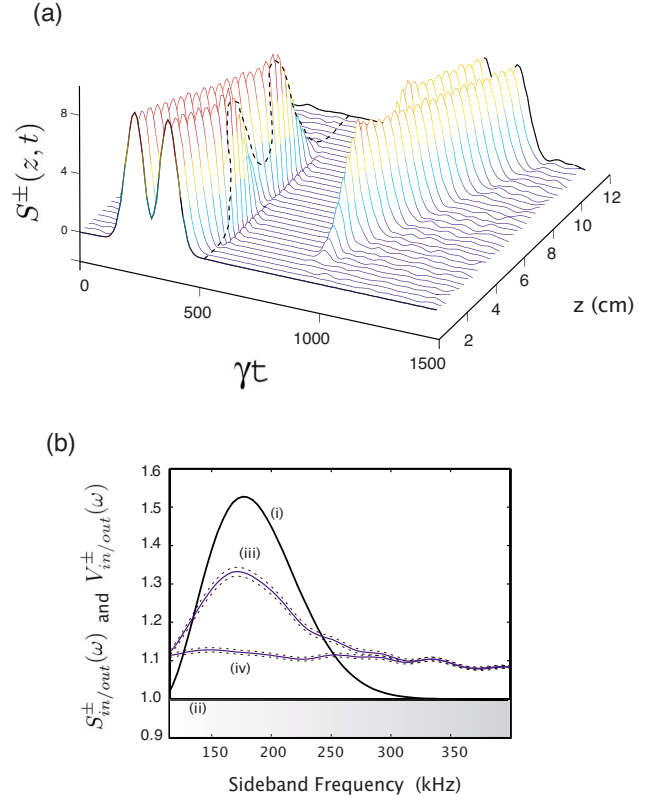 (a)
8
4
0
S±(z, t)
0
500
1000
1500
γt
2
4
6
8
10
12
z (cm)
(b)
1.6
1.5
1.4
1.3
1.2
1.1
1.0
0.9
S±in/out(ω) and V±in/out(ω)
(i)
(iii)
(iv)
(ii)
150 200 250 300 350
Sideband Frequency (kHz)